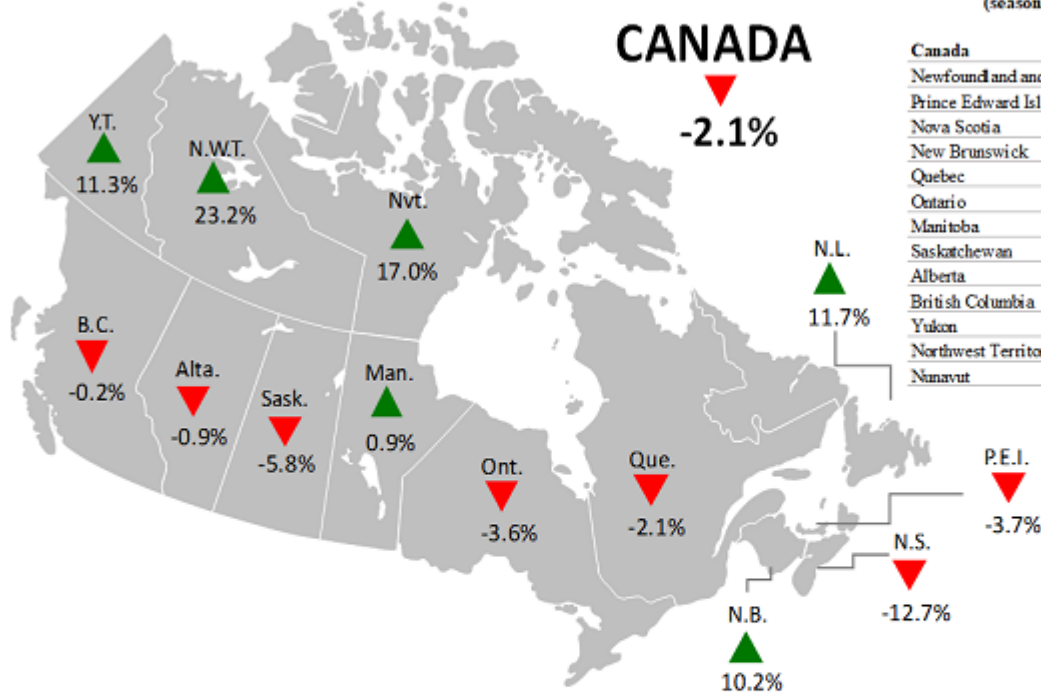 (season
CANADA
-2.1%
Canada
Newfoundland and
Prince Edward Isl
Nova Scotia
New Brunswick
Quebec
Ontario
Manitoba
Saskatchewan
Alberta
British Columbia
Yukon
Northwest Territo
Nunavut
Y.T.
11.3%
N.W.T.
23.2%
Nvt.
17.0%
N.L.
11.7%
B.C.
-0.2%
Alta.
-0.9%
Sask.
-5.8%
Man.
0.9%
Ont.
-3.6%
Que.
-2.1%
P.E.I.
-3.7%
N.S.
-12.7%
N.B.
10.2%